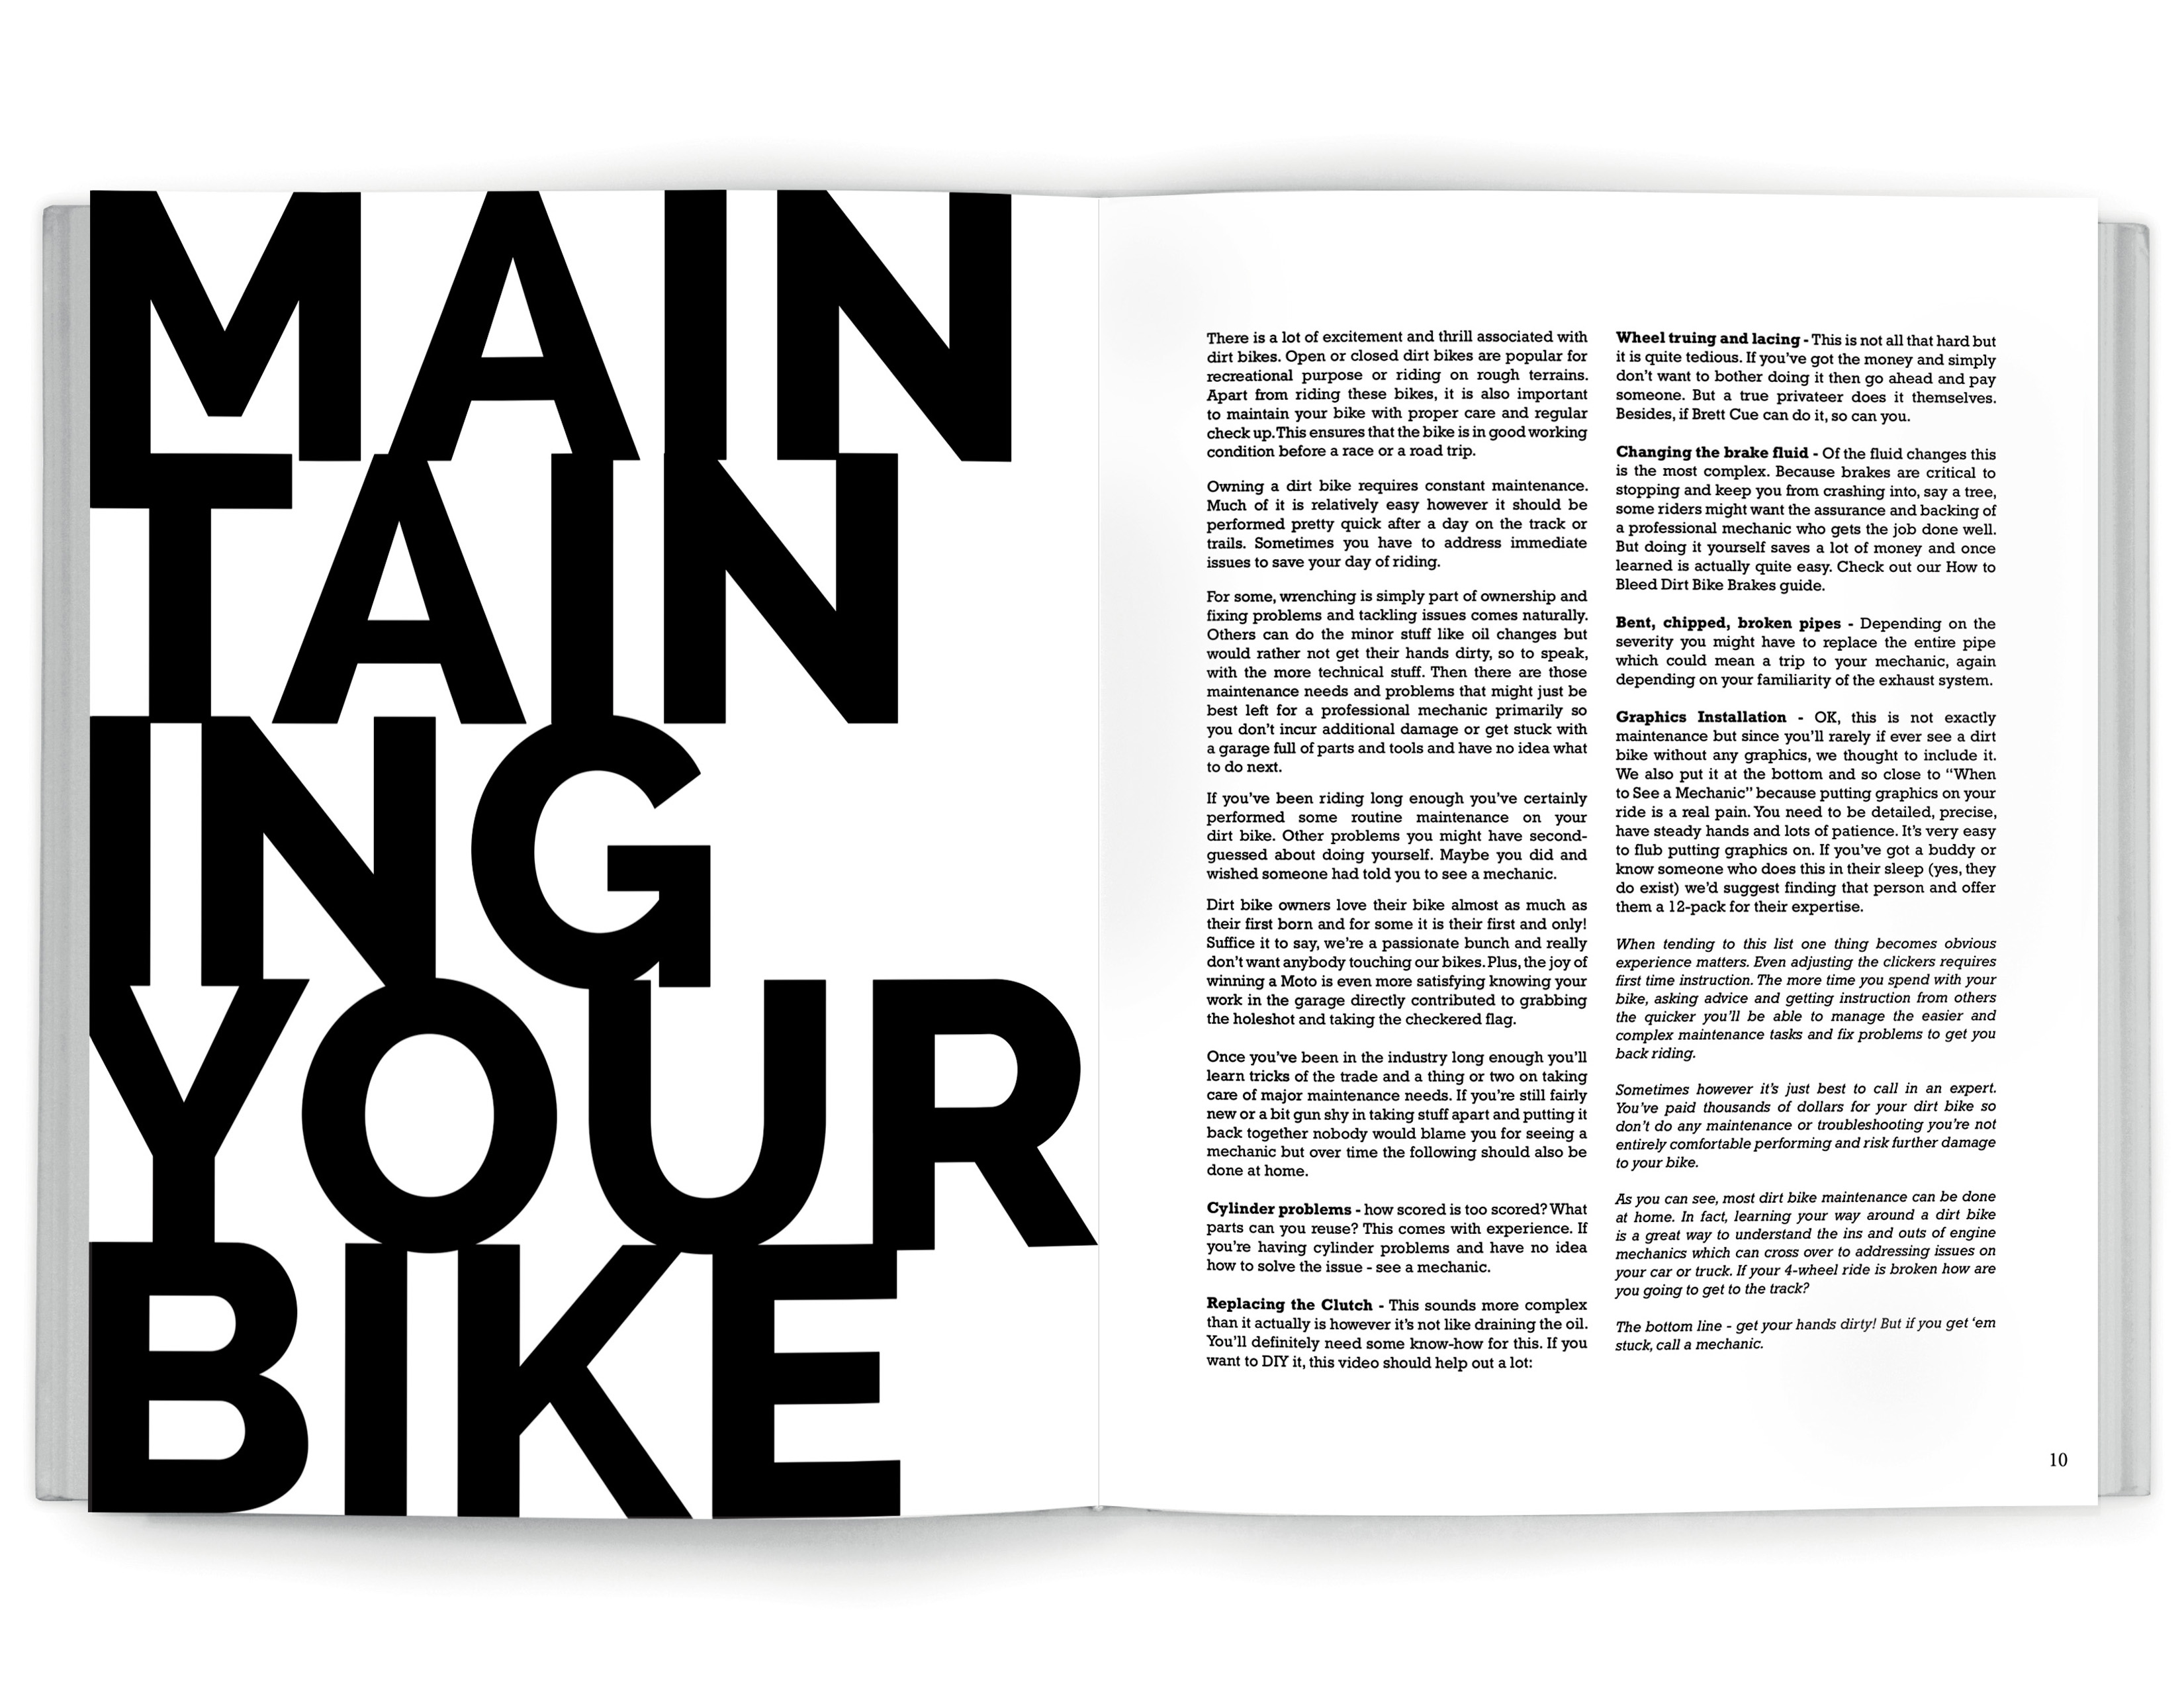 MAIN
TAIN
ING
YOUR
BIKE
There is a lot of excitement and thrill associated with
dirt bikes. Open or closed dirt bikes are popular for
recreational purpose or riding on rough terrains.
Apart from riding these bikes, it is also important
to maintain your bike with proper care and regular
check up. This ensures that the bike is in good working
condition before a race or a road trip.
Owning a dirt bike requires constant maintenance.
Much of it is relatively easy however it should be
performed pretty quick after a day on the track or
trails. Sometimes you have to address immediate
issues to save your day of riding.
For some, wrenching is simply part of ownership and
fixing problems and tackling issues comes naturally.
Others can do the minor stuff like oil changes but
would rather not get their hands dirty, so to speak,
with the more technical stuff. Then there are those
maintenance needs and problems that might just be
best left for a professional mechanic primarily so
you don't incur additional damage or get stuck with
a garage full of parts and tools and have no idea what
to do next.
If you've been riding long enough you've certainly
performed some routine maintenance on your
dirt bike. Other problems you might have second-
guessed about doing yourself. Maybe you did and
wished someone had told you to see a mechanic.
Dirt bike owners love their bike almost as much as
their first born and for some it is their first and only!
Suffice it to say, we're a passionate bunch and really
don't want anybody touching our bikes. Plus, the joy of
winning a Moto is even more satisfying knowing your
work in the garage directly contributed to grabbing
the holeshot and taking the checkered flag.
Once you've been in the industry long enough you'll
learn tricks of the trade and a thing or two on taking
care of major maintenance needs. If you're still fairly
new or a bit gun shy in taking stuff apart and putting it
back together nobody would blame you for seeing a
mechanic but over time the following should also be
done at home.
Cylinder problems - how scored is too scored? What
parts can you reuse? This comes with experience. If
you're having cylinder problems and have no idea
how to solve the issue - see a mechanic.
Replacing the Clutch - This sounds more complex
than it actually is however it's not like draining the oil.
You'll definitely need some know-how for this. If you
want to DIY it, this video should help out a lot:
Wheel truing and lacing - This is not all that hard but
it is quite tedious. If you've got the money and simply
don't want to bother doing it then go ahead and pay
someone. But a true privateer does it themselves.
Besides, if Brett Cue can do it, so can you.
Changing the brake fluid - Of the fluid changes this
is the most complex. Because brakes are critical to
stopping and keep you from crashing into, say a tree,
some riders might want the assurance and backing of
a professional mechanic who gets the job done well.
But doing it yourself saves a lot of money and once
learned is actually quite easy. Check out our How to
Bleed Dirt Bike Brakes guide.
Bent, chipped, broken pipes - Depending on the
severity you might have to replace the entire pipe
which could mean a trip to your mechanic, again
depending on your familiarity of the exhaust system.
Graphics Installation - OK, this is not exactly
maintenance but since you'll rarely if ever see a dirt
bike without any graphics, we thought to include it.
We also put it at the bottom and so close to "When
to See a Mechanic" because putting graphics on your
ride is a real pain. You need to be detailed, precise,
have steady hands and lots of patience. It's very easy
to flub putting graphics on. If you've got a buddy or
know someone who does this in their sleep (yes, they
do exist) we'd suggest finding that person and offer
them a 12-pack for their expertise.
When tending to this list one thing becomes obvious
experience matters. Even adjusting the clickers requires
first time instruction. The more time you spend with your
bike, asking advice and getting instruction from others
the quicker you'll be able to manage the easier and
complex maintenance tasks and fix problems to get you
back riding.
Sometimes however it's just best to call in an expert.
You've paid thousands of dollars for your dirt bike so
don't do any maintenance or troubleshooting you're not
entirely comfortable performing and risk further damage
to your bike.
As you can see, most dirt bike maintenance can be done
at home. In fact, learning your way around a dirt bike
is a great way to understand the ins and outs of engine
mechanics which can cross over to addressing issues on
your car or truck. If your 4-wheel ride is broken how are
you going to get to the track?
The bottom line - get your hands dirty! But if you get 'em
stuck, call a mechanic.
10